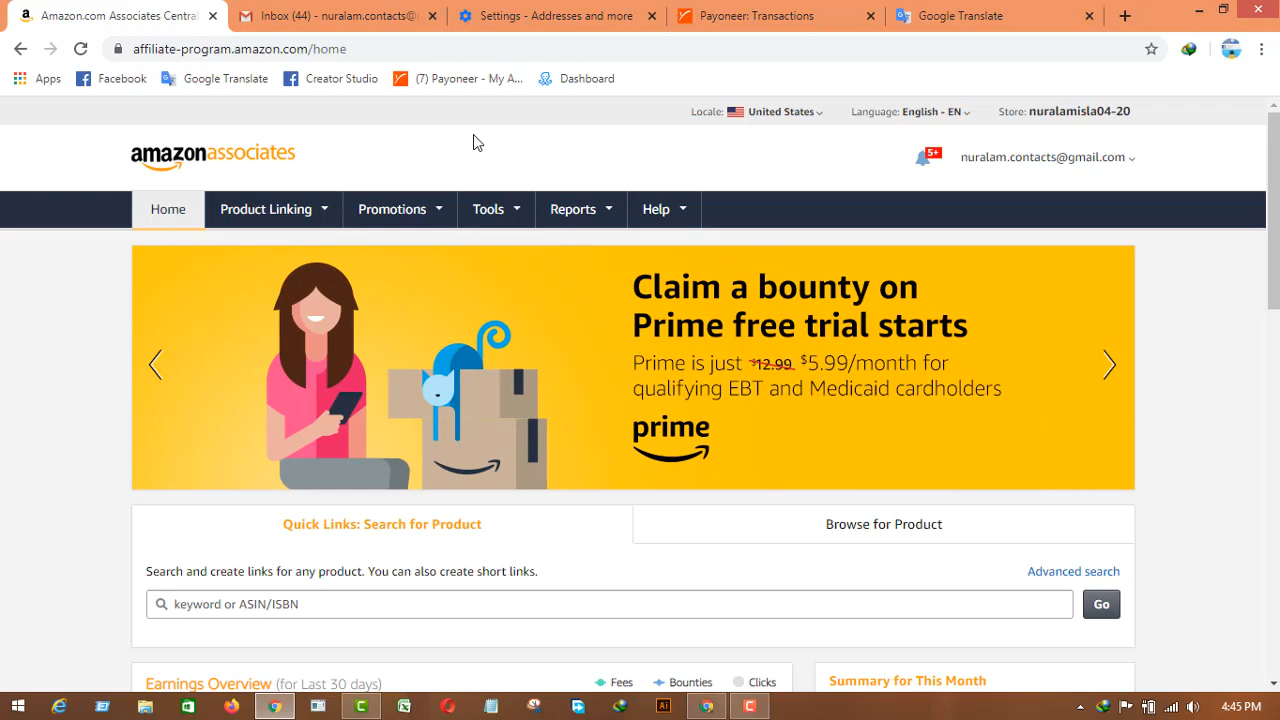 Amazon.com Associates Central
Inbox (44) - nuralam.contacts@
Settings - Addresses and more
Payoneer: Transactions
Google Translate
affiliate-program.amazon.com/home
Apps
Facebook
Google Translate
Creator Studio
(7) Payoneer - My A...
Dashboard
Locale: United States
Language: English - EN
Store: nuralamisla04-20
amazonassociates
5+
nuralam.contacts@gmail.com
Home
Product Linking
Promotions
Tools
Reports
Help
Claim a bounty on
Prime free trial starts
Prime is just $12.99 $5.99/month for
qualifying EBT and Medicaid cardholders
prime
Quick Links: Search for Product
Browse for Product
Search and create links for any product. You can also create short links.
Advanced search
keyword or ASIN/ISBN
Go
Earnings Overview (for Last 30 days)
Fees
Bounties
Clicks
Summary for This Month
4:45 PM